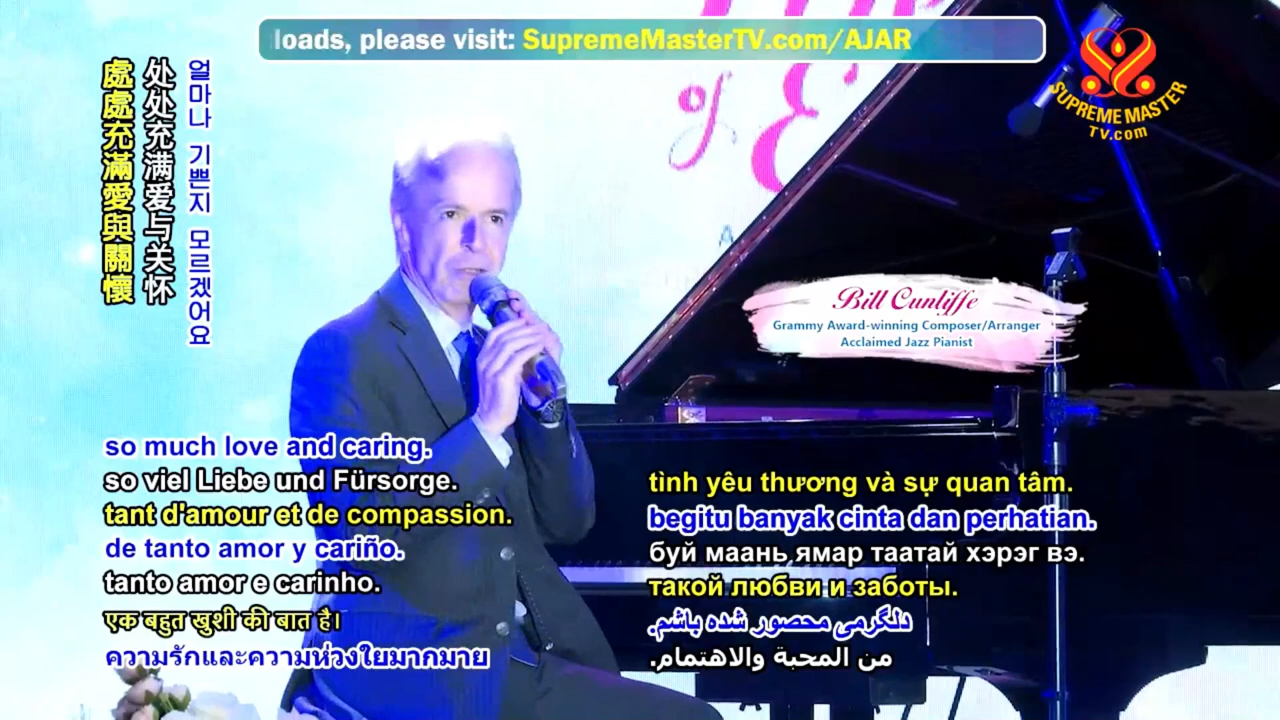 loads, please visit: SupremeMasterTV.com/AJAR
SUPREME MASTER
TV.com
處處充滿愛與關懷
处处充满爱与关怀
얼마나 기쁜지 모르겠어요
of
Bill Cunliffe
Grammy Award-winning Composer/Arranger
Acclaimed Jazz Pianist
so much love and caring.
so viel Liebe und Fürsorge.
tant d'amour et de compassion.
de tanto amor y cariño.
tanto amor e carinho.
एक बहुत खुशी की बात है।
ความรักและความห่วงใยมากมาย
tình yêu thương và sự quan tâm.
begitu banyak cinta dan perhatian.
буй маань ямар таатай хэрэг вэ.
такой любви и заботы.
دلگرمی محصور شده باشم.
من المحبة والاهتمام.